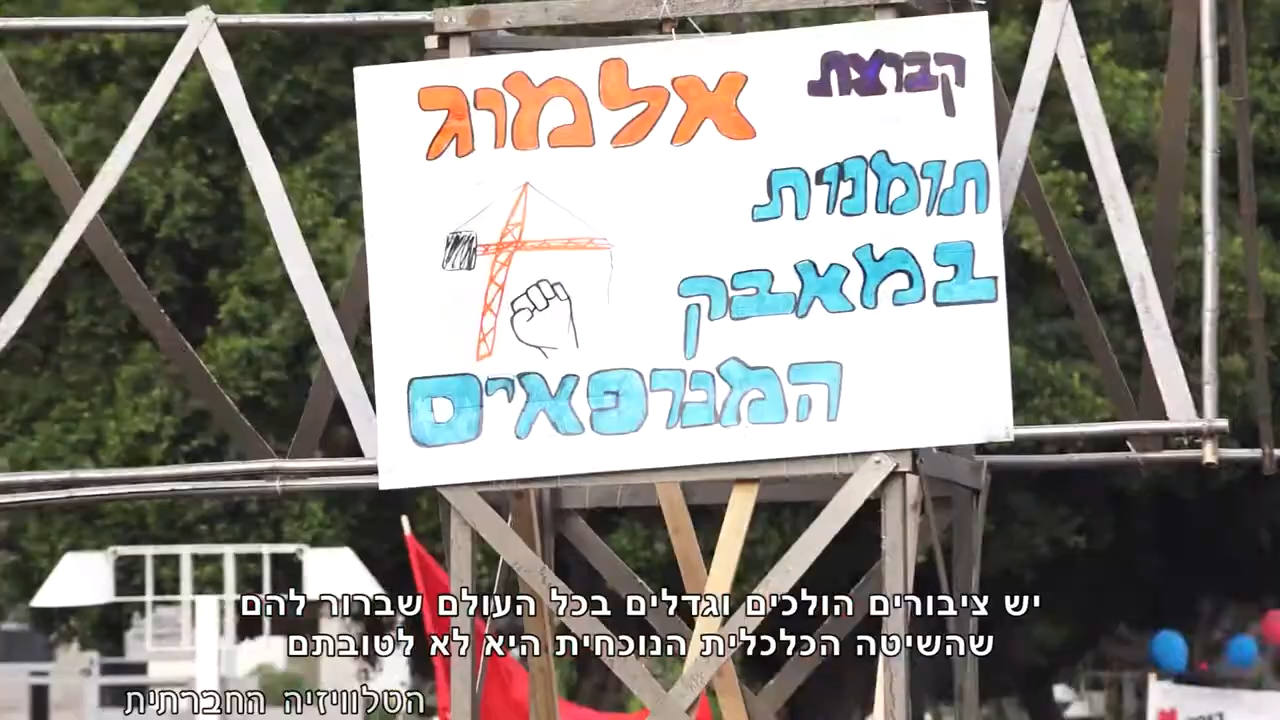 קבוצת
אלמוג
תומכות
במאבק
המנופאים
יש ציבורים הולכים וגדלים בכל העולם שברור להם
שהשיטה הכלכלית הנוכחית היא לא לטובתם
הטלוויזיה החברתית